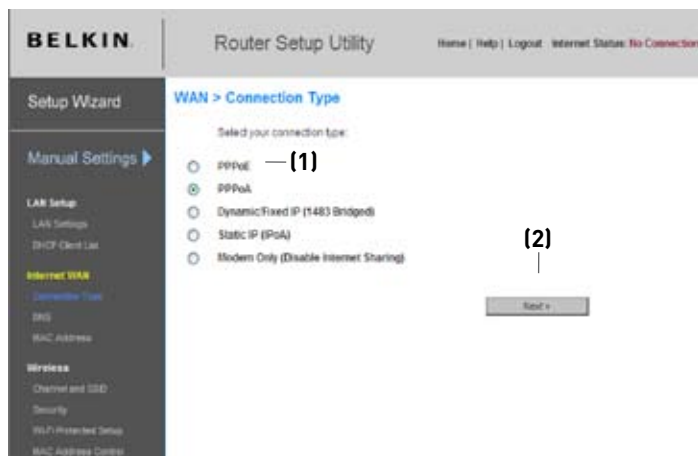 BELKIN
Router Setup Utility
Home | Help | Logout Internet Status: No Connection
Setup Wizard
Manual Settings
LAN Setup
LAN Settings
DHCP Client List
Internet WAN
Connection Type
DNS
MAC Address
Wireless
Channel and SSID
Security
Wi-Fi Protected Setup
MAC Address Control
WAN > Connection Type
Select your connection type:
PPPoE (1)
PPPoA
Dynamic/Fixed IP (1483 Bridged)
Static IP (IPoA)
Modem Only (Disable Internet Sharing)
(2)
Next >